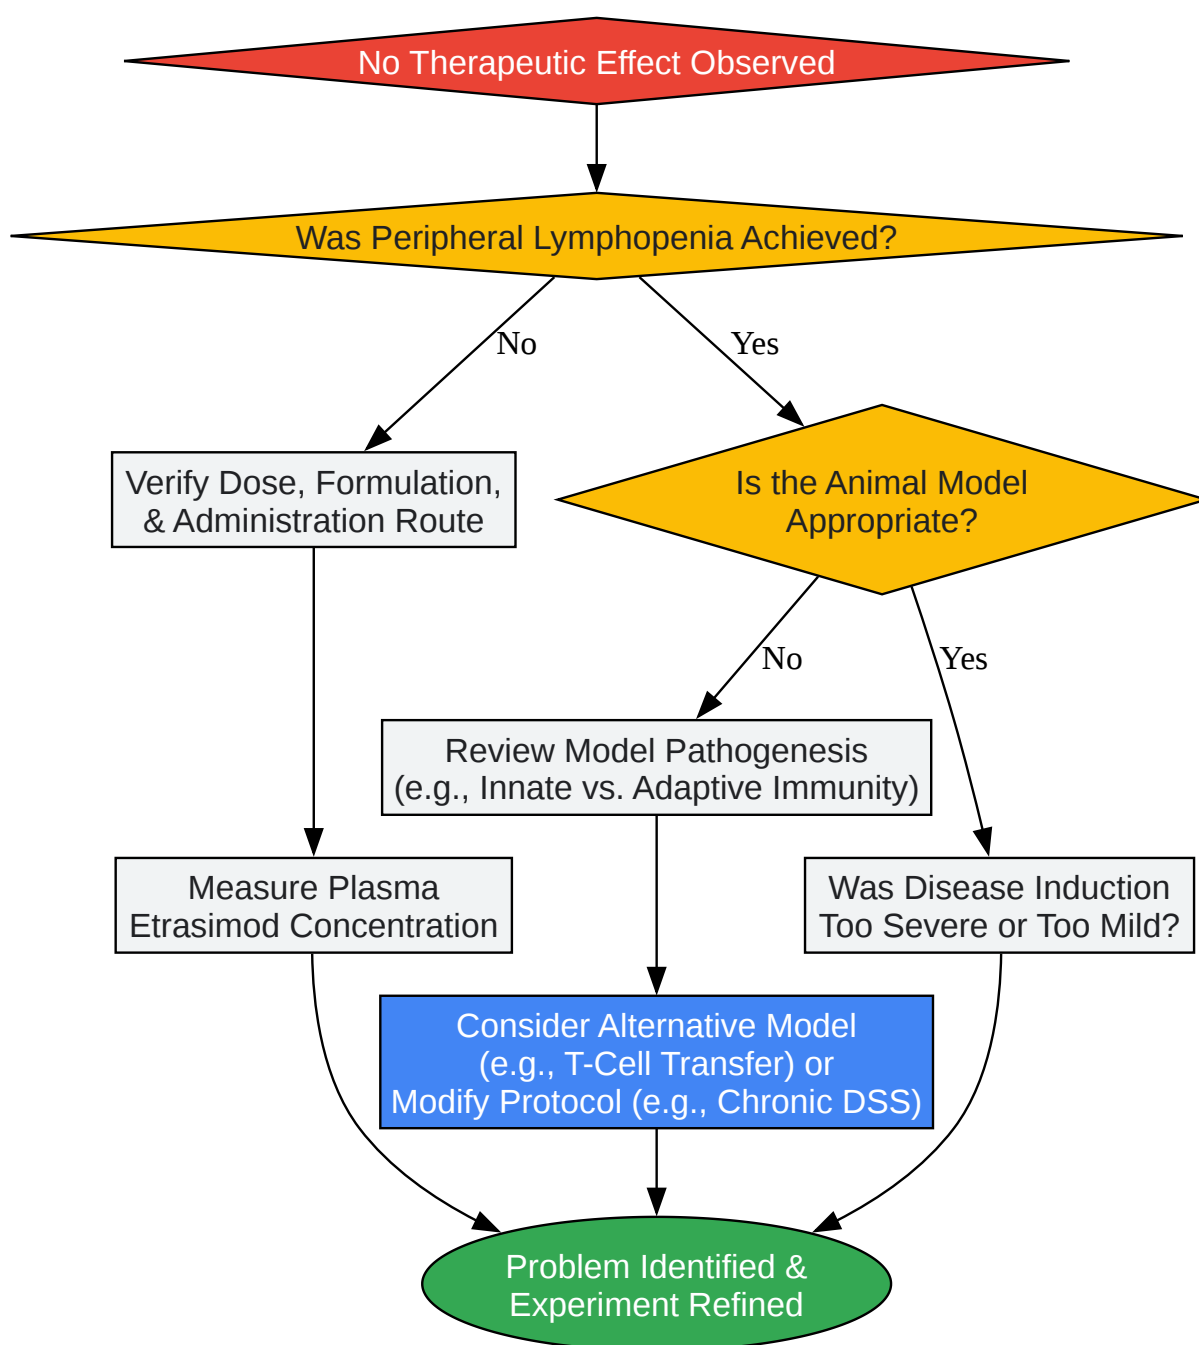 No Therapeutic Effect Observed
Was Peripheral Lymphopenia Achieved?
No
Yes
Verify Dose, Formulation,
& Administration Route
Is the Animal Model
Appropriate?
No
Yes
Review Model Pathogenesis
(e.g., Innate vs. Adaptive Immunity)
Measure Plasma
Etrasimod Concentration
Was Disease Induction
Too Severe or Too Mild?
Consider Alternative Model
(e.g., T-Cell Transfer) or
Modify Protocol (e.g., Chronic DSS)
Problem Identified &
Experiment Refined